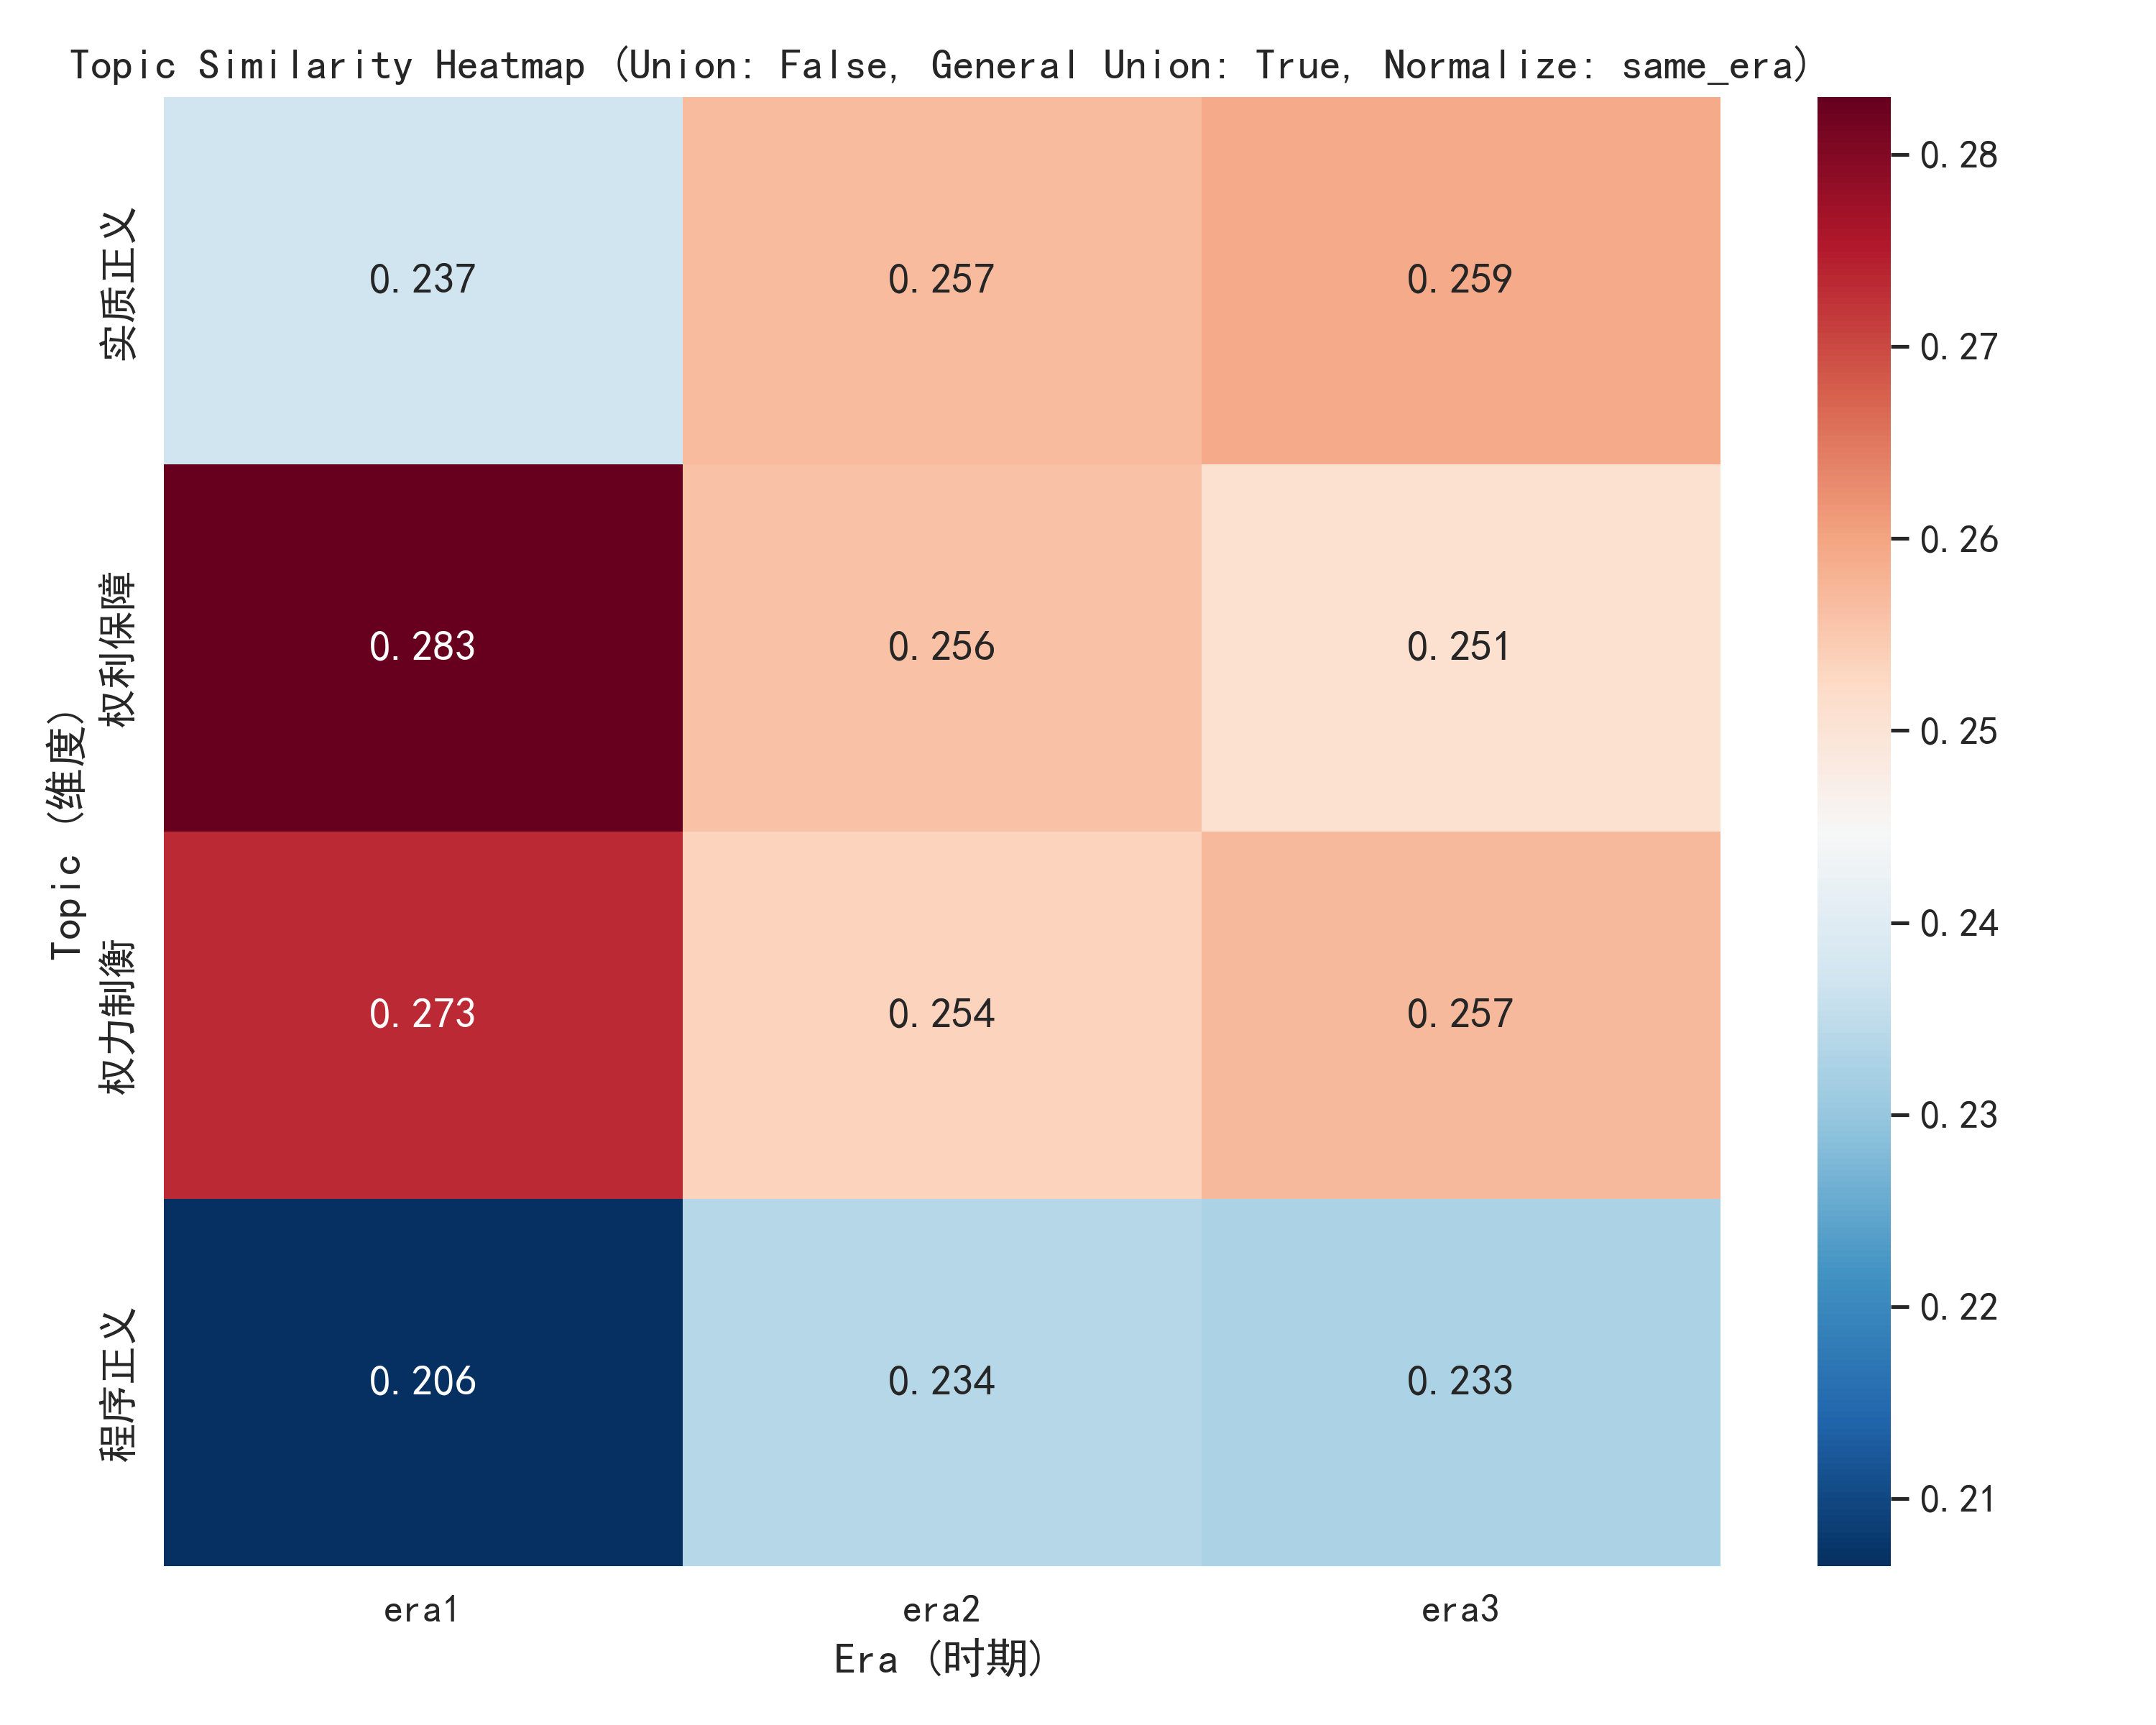 Topic Similarity Heatmap (Union: False, General Union: True, Normalize: same_era)
Topic (维度)
实质正义
0.237 0.257 0.259
权利保障
0.283 0.256 0.251
权力制衡
0.273 0.254 0.257
程序正义
0.206 0.234 0.233
era1 era2 era3
Era (时期)
0.28
0.27
0.26
0.25
0.24
0.23
0.22
0.21